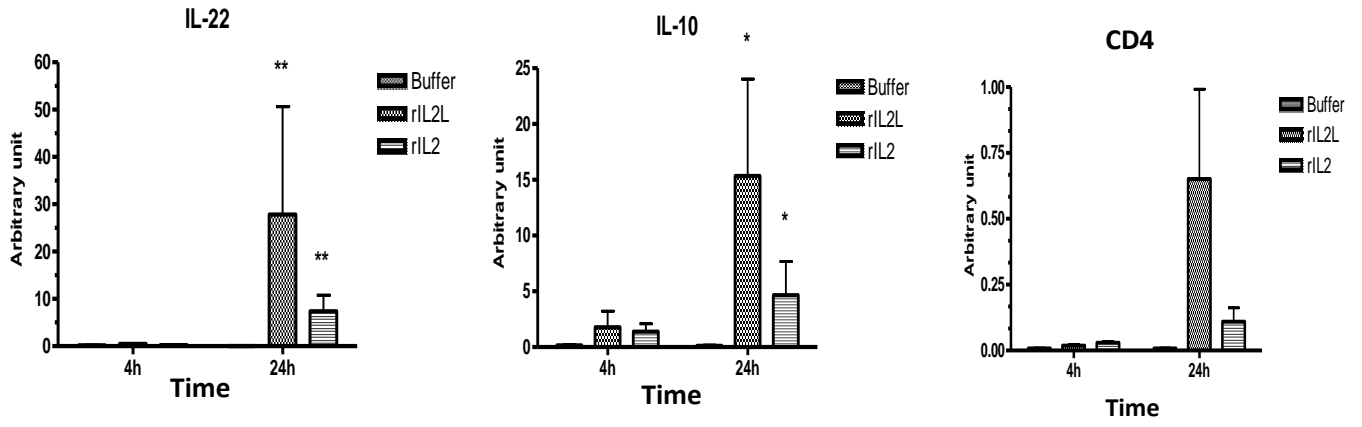 IL-22
60
50
40
30
20
10
0
Arbitrary unit
**
**
4h
24h
Time
Buffer
rIL2L
rIL2
IL-10
25
20
15
10
5
0
Arbitrary unit
*
*
4h
24h
Time
Buffer
rIL2L
rIL2
CD4
1.00
0.75
0.50
0.25
0.00
Arbitrary unit
4h
24h
Time
Buffer
rIL2L
rIL2